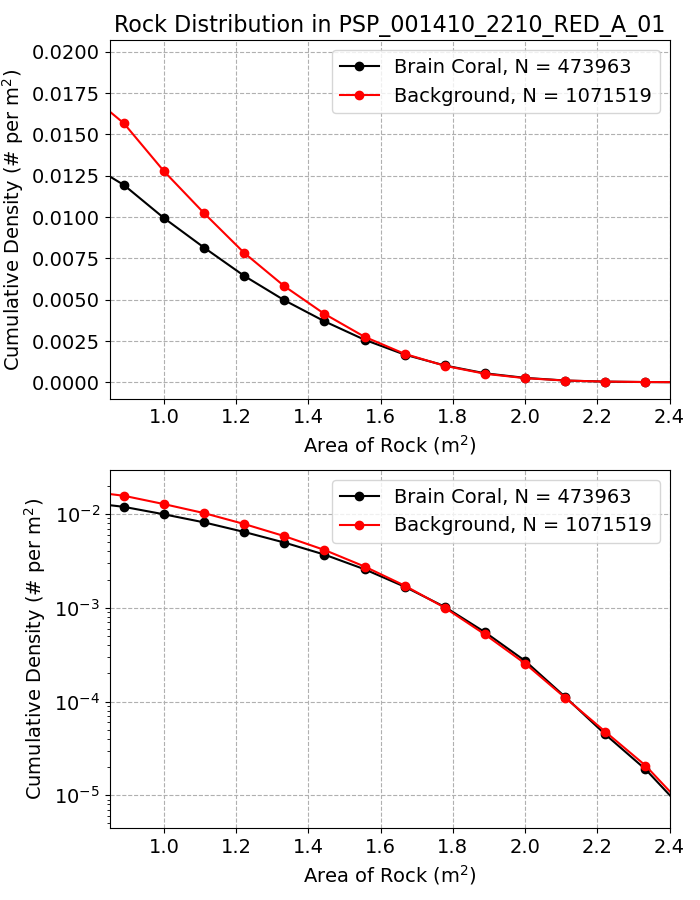 Rock Distribution in PSP_001410_2210_RED_A_01
Cumulative Density (# per m²)
0.0200
0.0175
0.0150
0.0125
0.0100
0.0075
0.0050
0.0025
0.0000
Brain Coral, N = 473963
Background, N = 1071519
1.0 1.2 1.4 1.6 1.8 2.0 2.2 2.4
Area of Rock (m²)
Cumulative Density (# per m²)
10⁻²
10⁻³
10⁻⁴
10⁻⁵
Brain Coral, N = 473963
Background, N = 1071519
1.0 1.2 1.4 1.6 1.8 2.0 2.2 2.4
Area of Rock (m²)